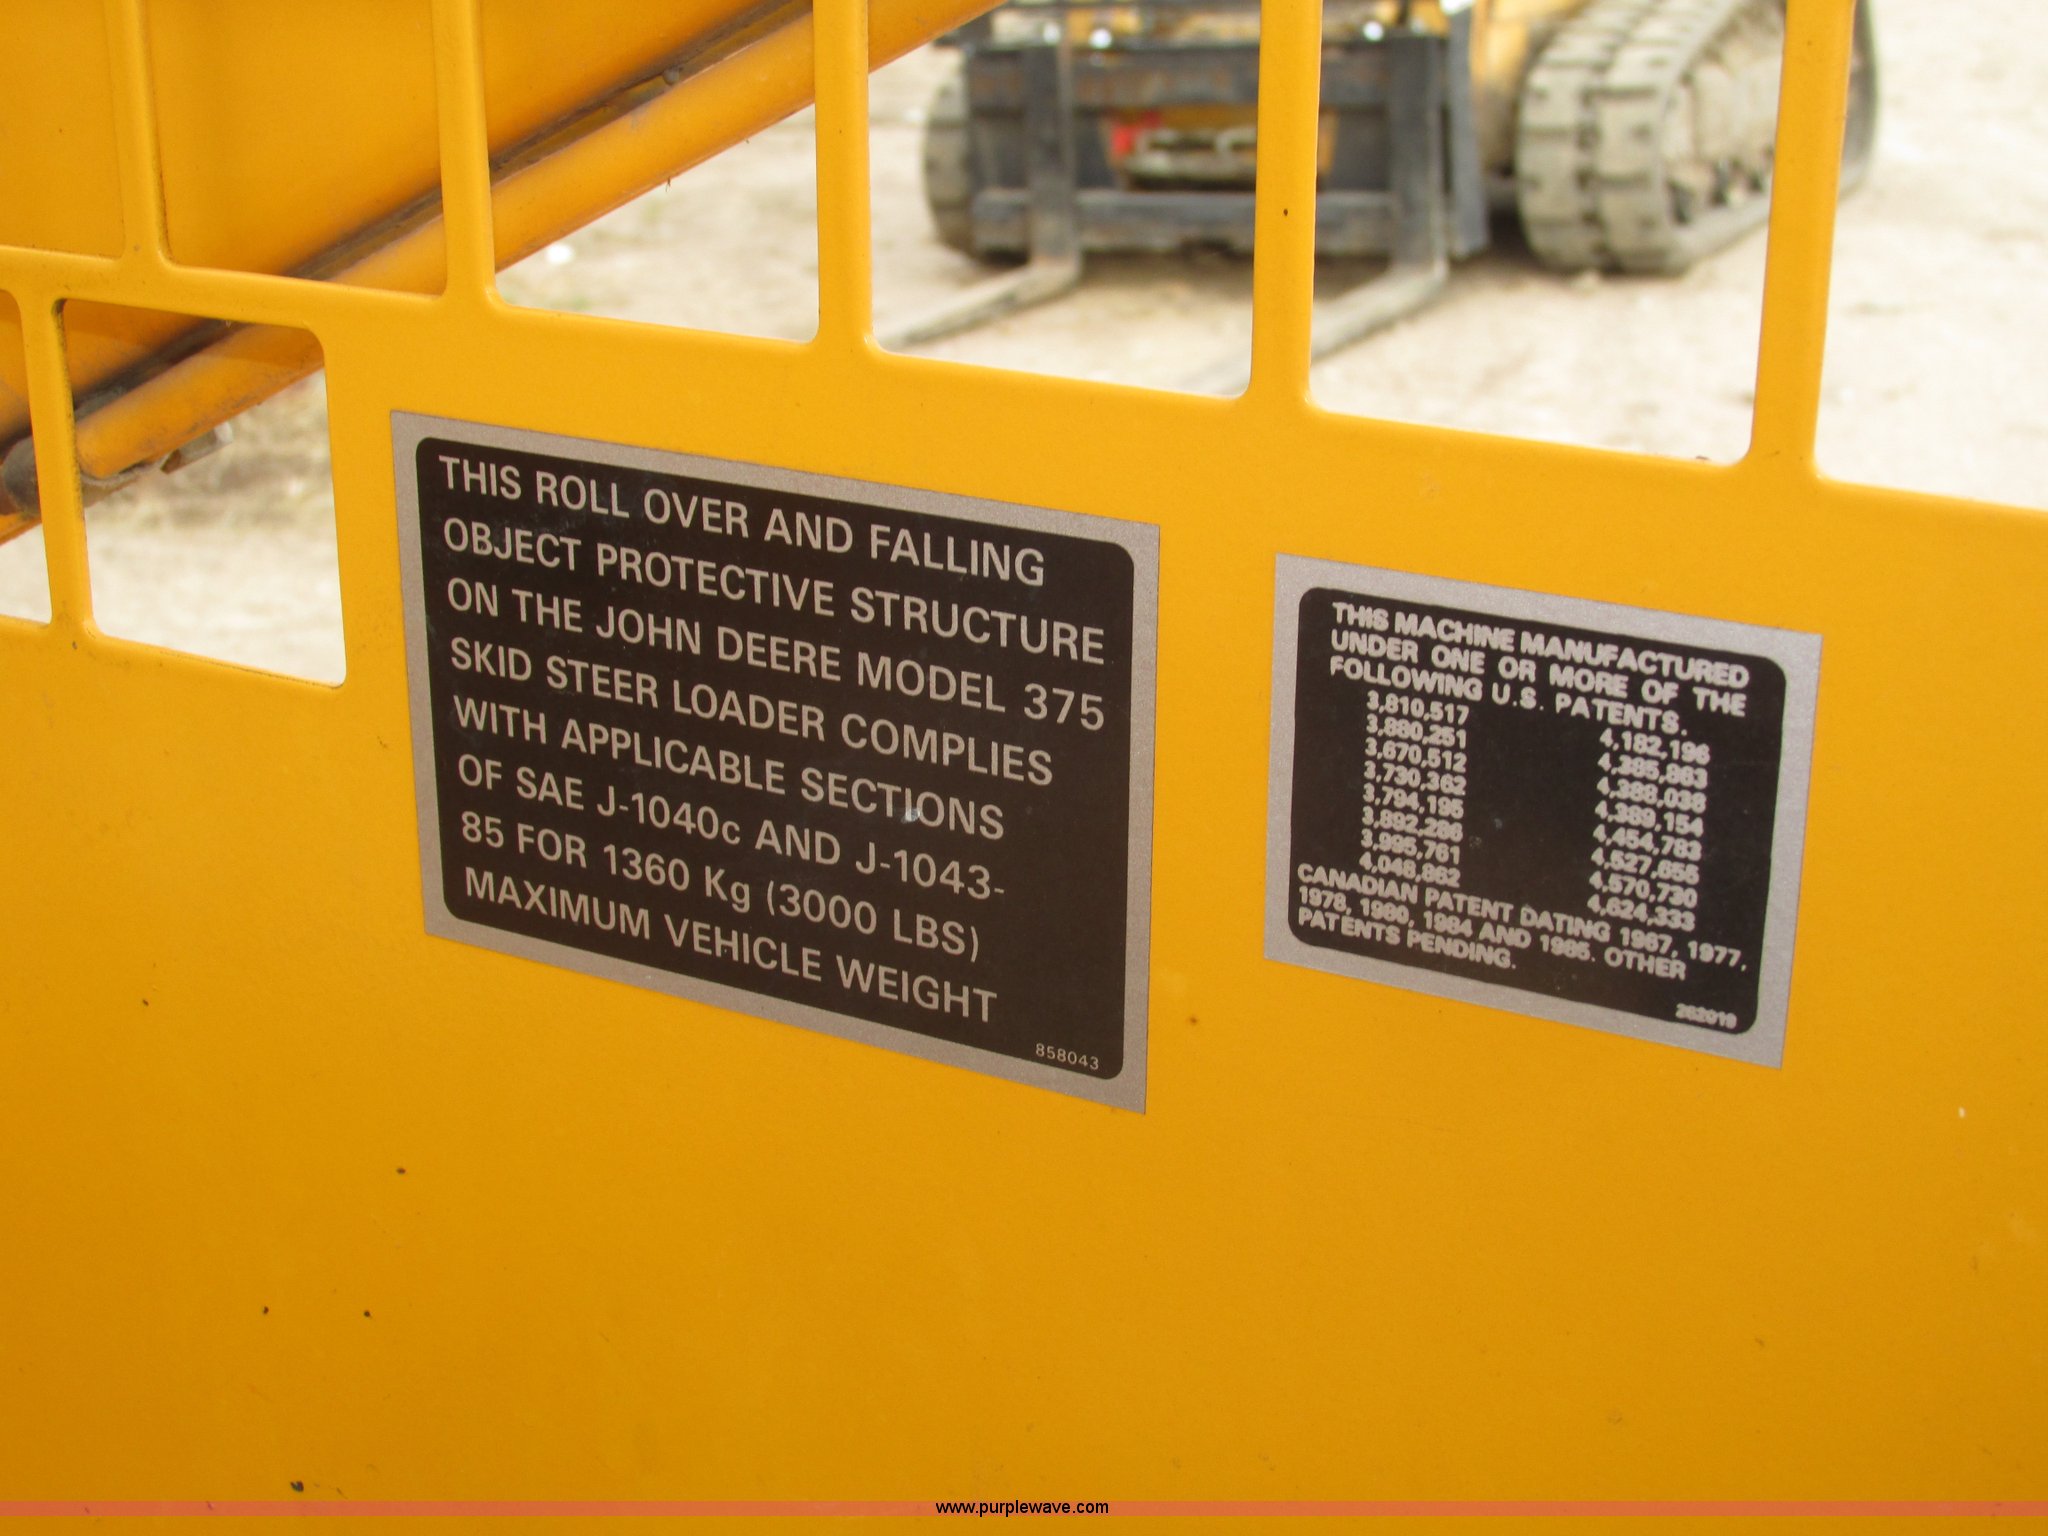 THIS ROLL OVER AND FALLING
OBJECT PROTECTIVE STRUCTURE
ON THE JOHN DEERE MODEL 375
SKID STEER LOADER COMPLIES
WITH APPLICABLE SECTIONS
OF SAE J-1040c AND J-1043-
85 FOR 1360 Kg (3000 LBS)
MAXIMUM VEHICLE WEIGHT
858043
THIS MACHINE MANUFACTURED
UNDER ONE OR MORE OF THE
FOLLOWING U.S. PATENTS.
3,810,517 4,182,196
3,880,251 4,385,863
3,670,512 4,388,038
3,730,362 4,389,154
3,794,195 4,454,783
3,892,286 4,527,655
3,995,761 4,570,730
4,048,862 4,624,333
CANADIAN PATENT DATING 1967, 1977,
1978, 1980, 1984 AND 1985. OTHER
PATENTS PENDING.
262019
www.purplewave.com